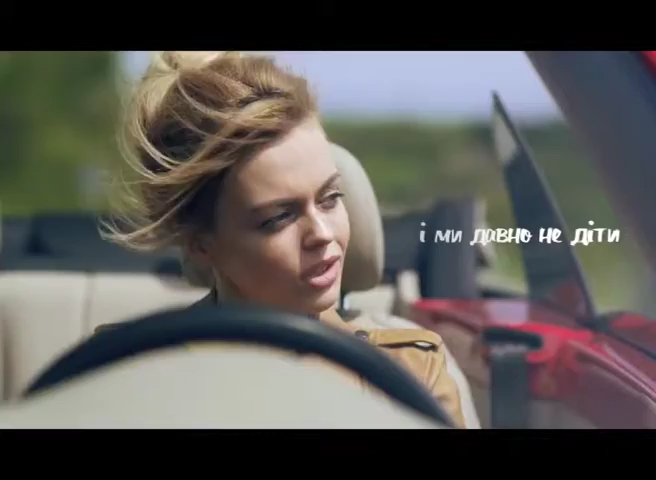 і ми давно не діти